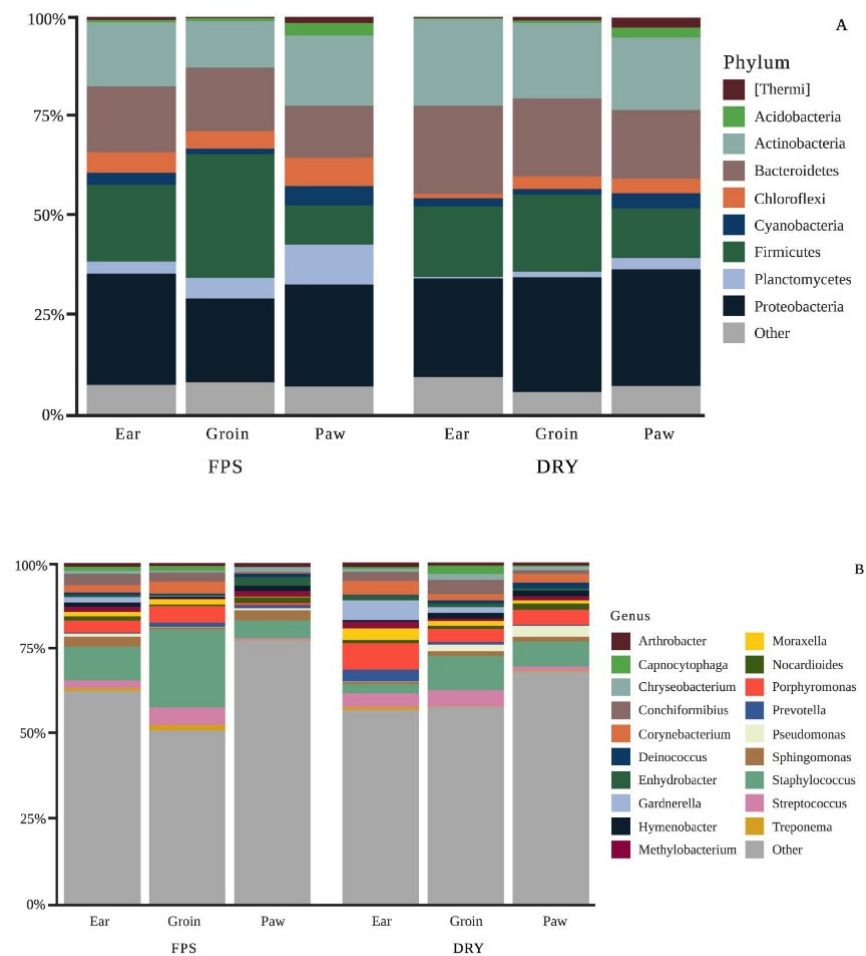 A
100%
75%
50%
25%
0%
Ear Groin Paw Ear Groin Paw
FPS DRY
Phylum
[Thermi]
Acidobacteria
Actinobacteria
Bacteroidetes
Chloroflexi
Cyanobacteria
Firmicutes
Planctomycetes
Proteobacteria
Other
B
100%
75%
50%
25%
0%
Ear Groin Paw Ear Groin Paw
FPS DRY
Genus
Arthrobacter Moraxella
Capnocytophaga Nocardioides
Chryseobacterium Porphyromonas
Conchiformibius Prevotella
Corynebacterium Pseudomonas
Deinococcus Sphingomonas
Enhydrobacter Staphylococcus
Gardnerella Streptococcus
Hymenobacter Treponema
Methylobacterium Other